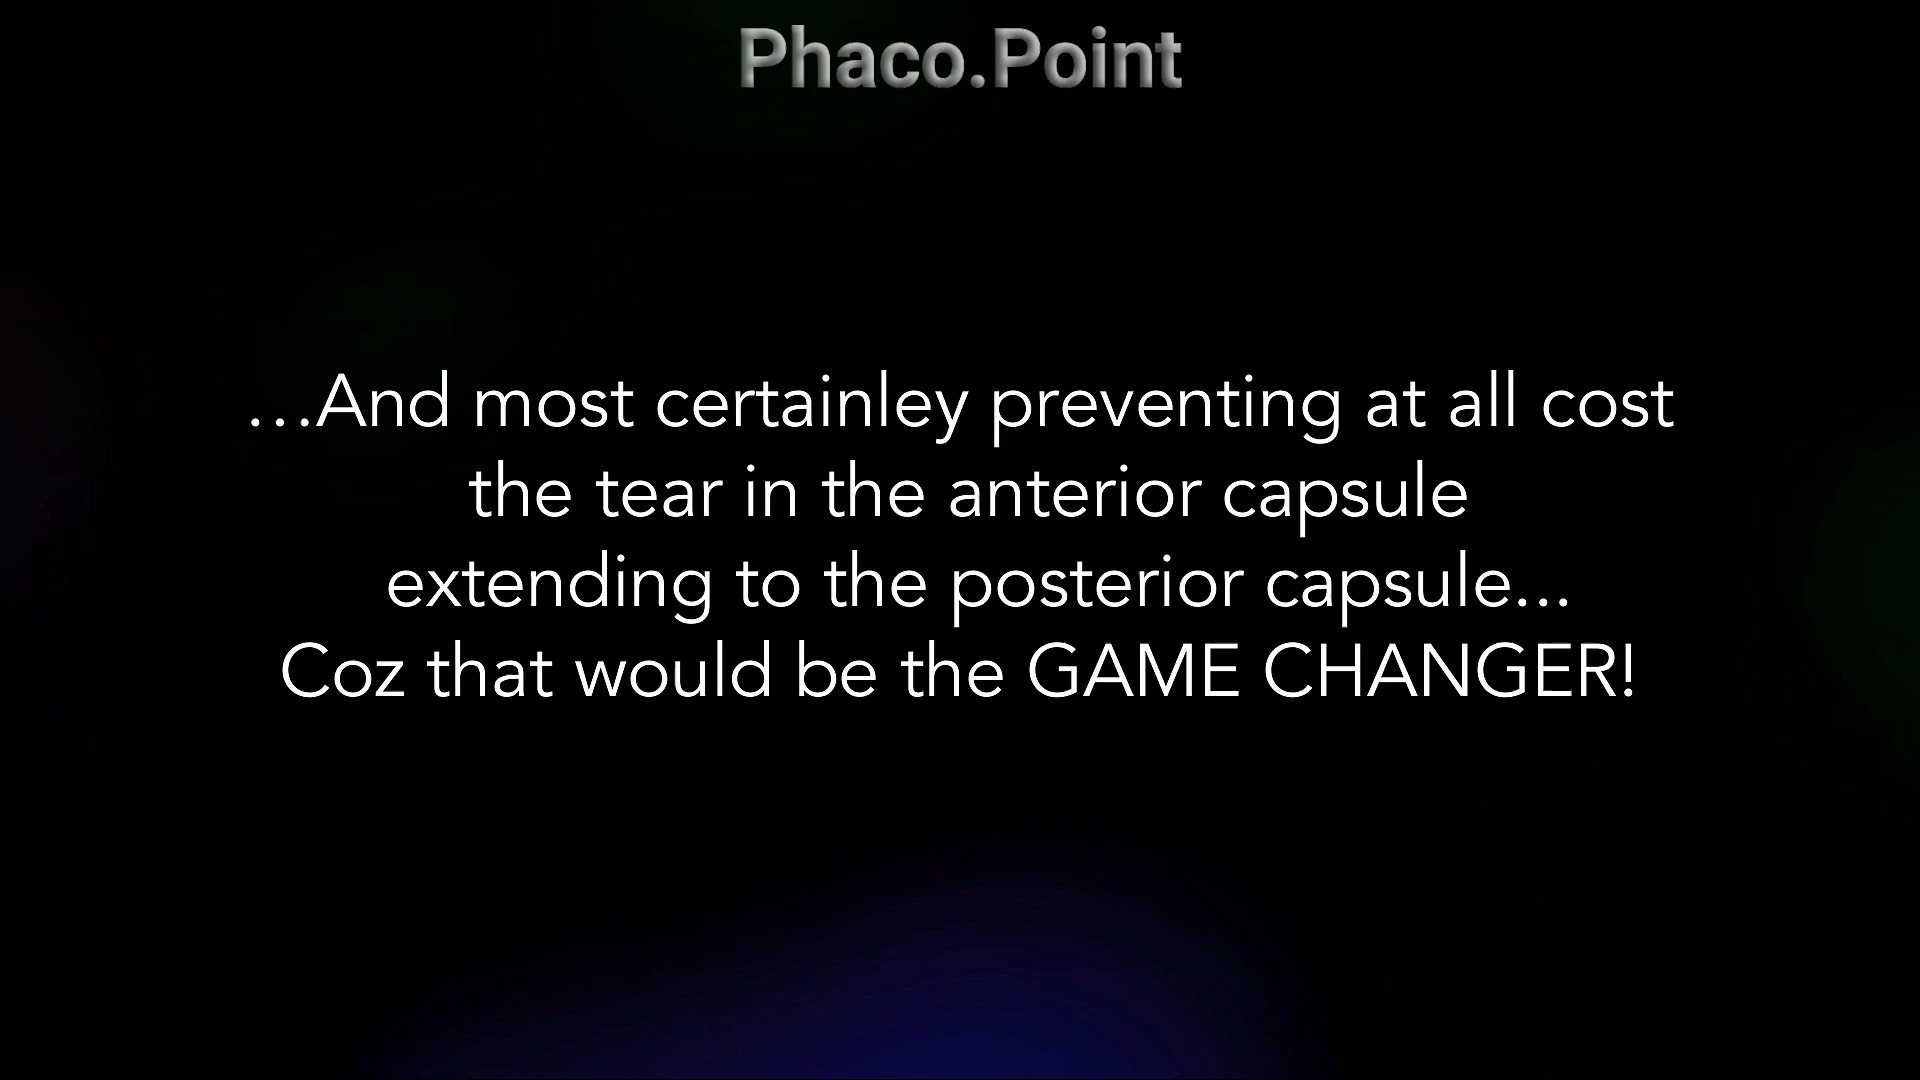 Phaco.Point
...And most certainley preventing at all cost
the tear in the anterior capsule
extending to the posterior capsule...
Coz that would be the GAME CHANGER!